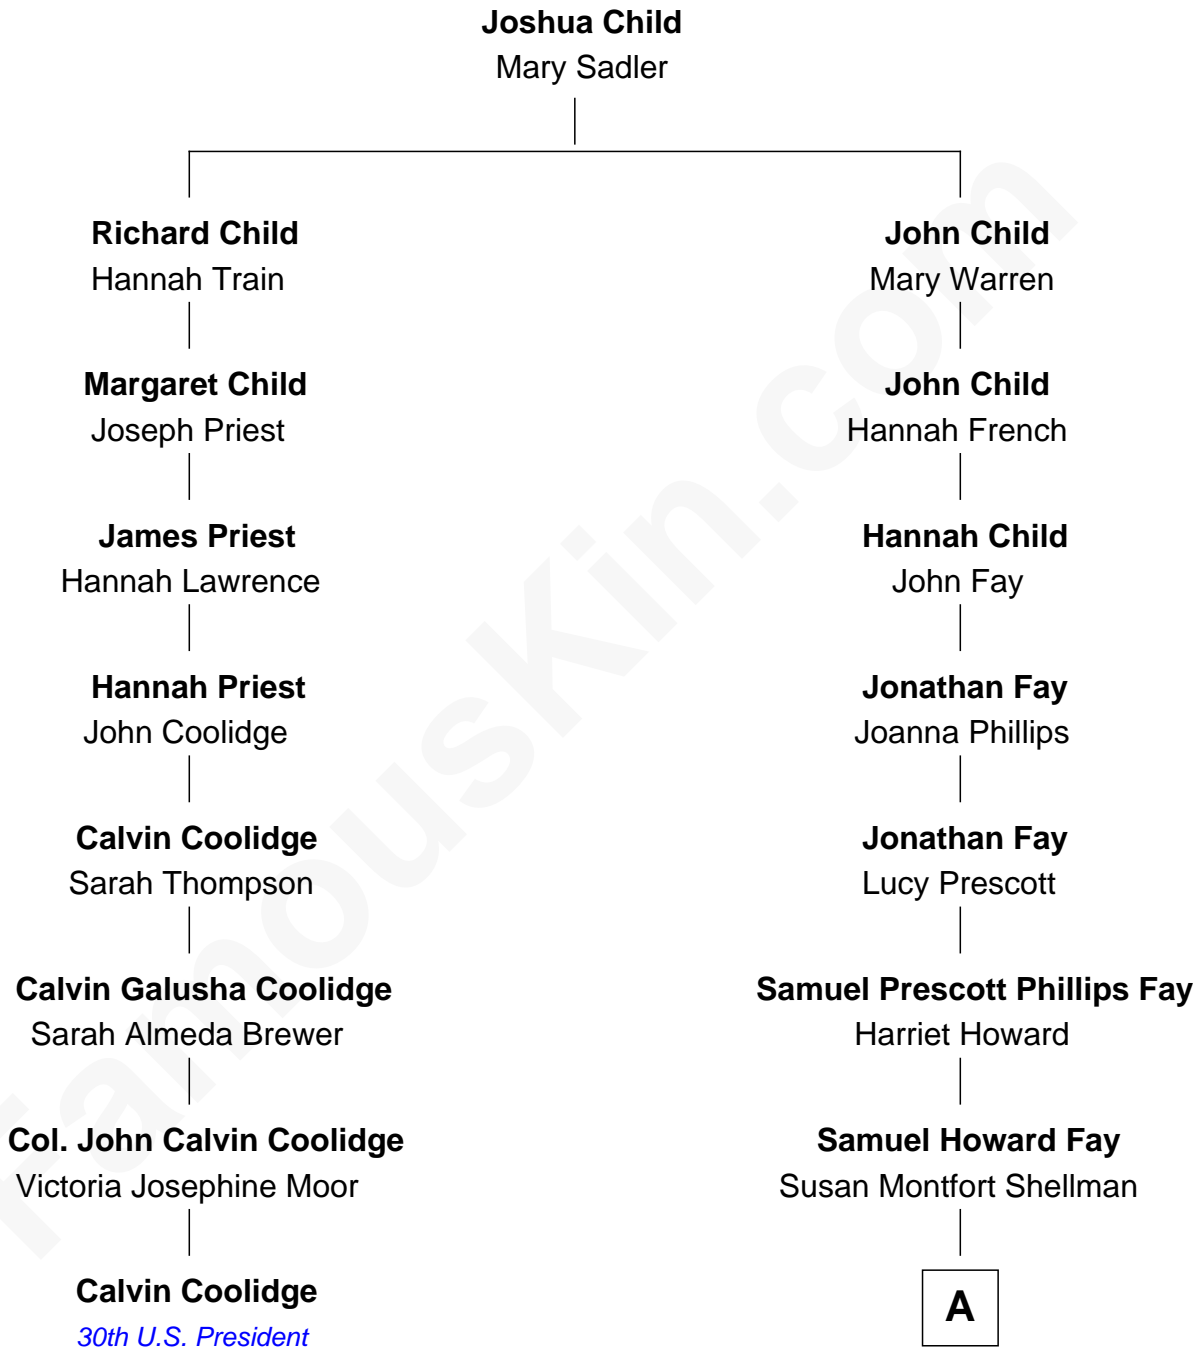 Joshua Child
Mary Sadler
Richard Child
Hannah Train
John Child
Mary Warren
Margaret Child
Joseph Priest
John Child
Hannah French
James Priest
Hannah Lawrence
Hannah Child
John Fay
Hannah Priest
John Coolidge
Jonathan Fay
Joanna Phillips
Calvin Coolidge
Sarah Thompson
Jonathan Fay
Lucy Prescott
Calvin Galusha Coolidge
Sarah Almeda Brewer
Samuel Prescott Phillips Fay
Harriet Howard
Col. John Calvin Coolidge
Victoria Josephine Moor
Samuel Howard Fay
Susan Montfort Shellman
Calvin Coolidge
30th U.S. President
A
FamousKin.com